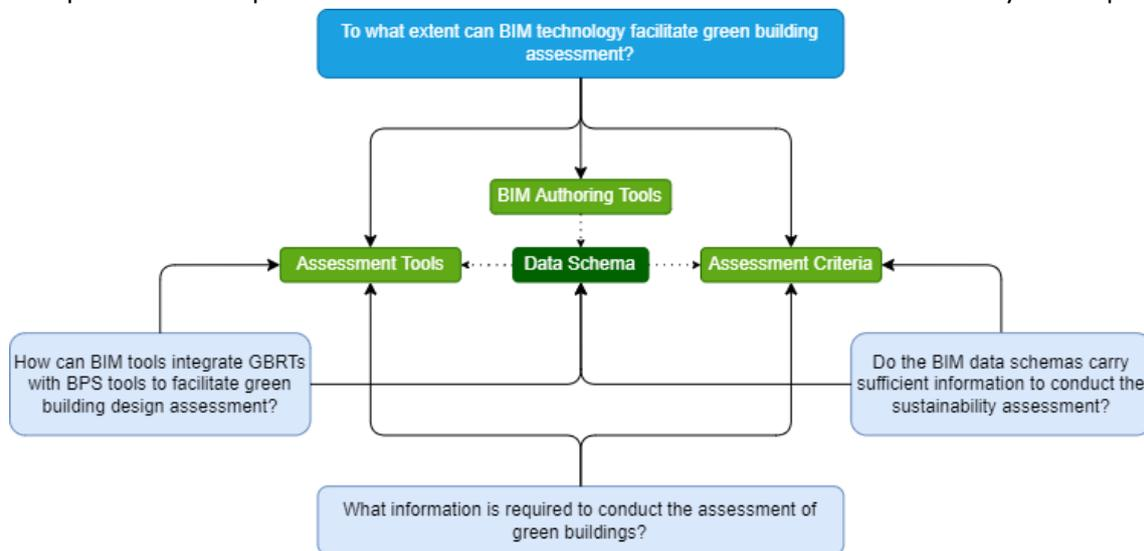 To what extent can BIM technology facilitate green building
assessment?
BIM Authoring Tools
Assessment Tools
Data Schema
Assessment Criteria
How can BIM tools integrate GBRTs
with BPS tools to facilitate green
building design assessment?
Do the BIM data schemas carry
sufficient information to conduct the
sustainability assessment?
What information is required to conduct the assessment of
green buildings?